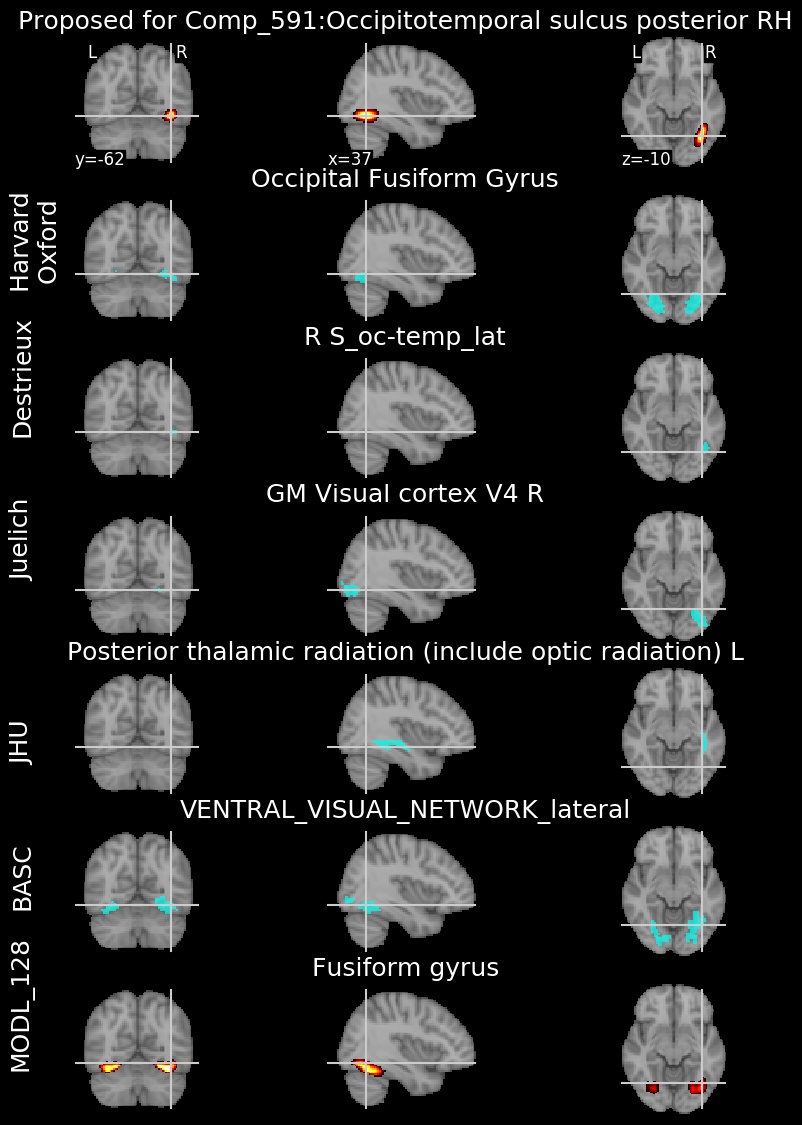 Proposed for Comp_591:Occipitotemporal sulcus posterior RH
L R L R
y=-62 x=37 z=-10
Occipital Fusiform Gyrus
Harvard
Oxford
R S_oc-temp_lat
Destrieux
GM Visual cortex V4 R
Juelich
Posterior thalamic radiation (include optic radiation) L
JHU
VENTRAL_VISUAL_NETWORK_lateral
BASC
Fusiform gyrus
MODL_128